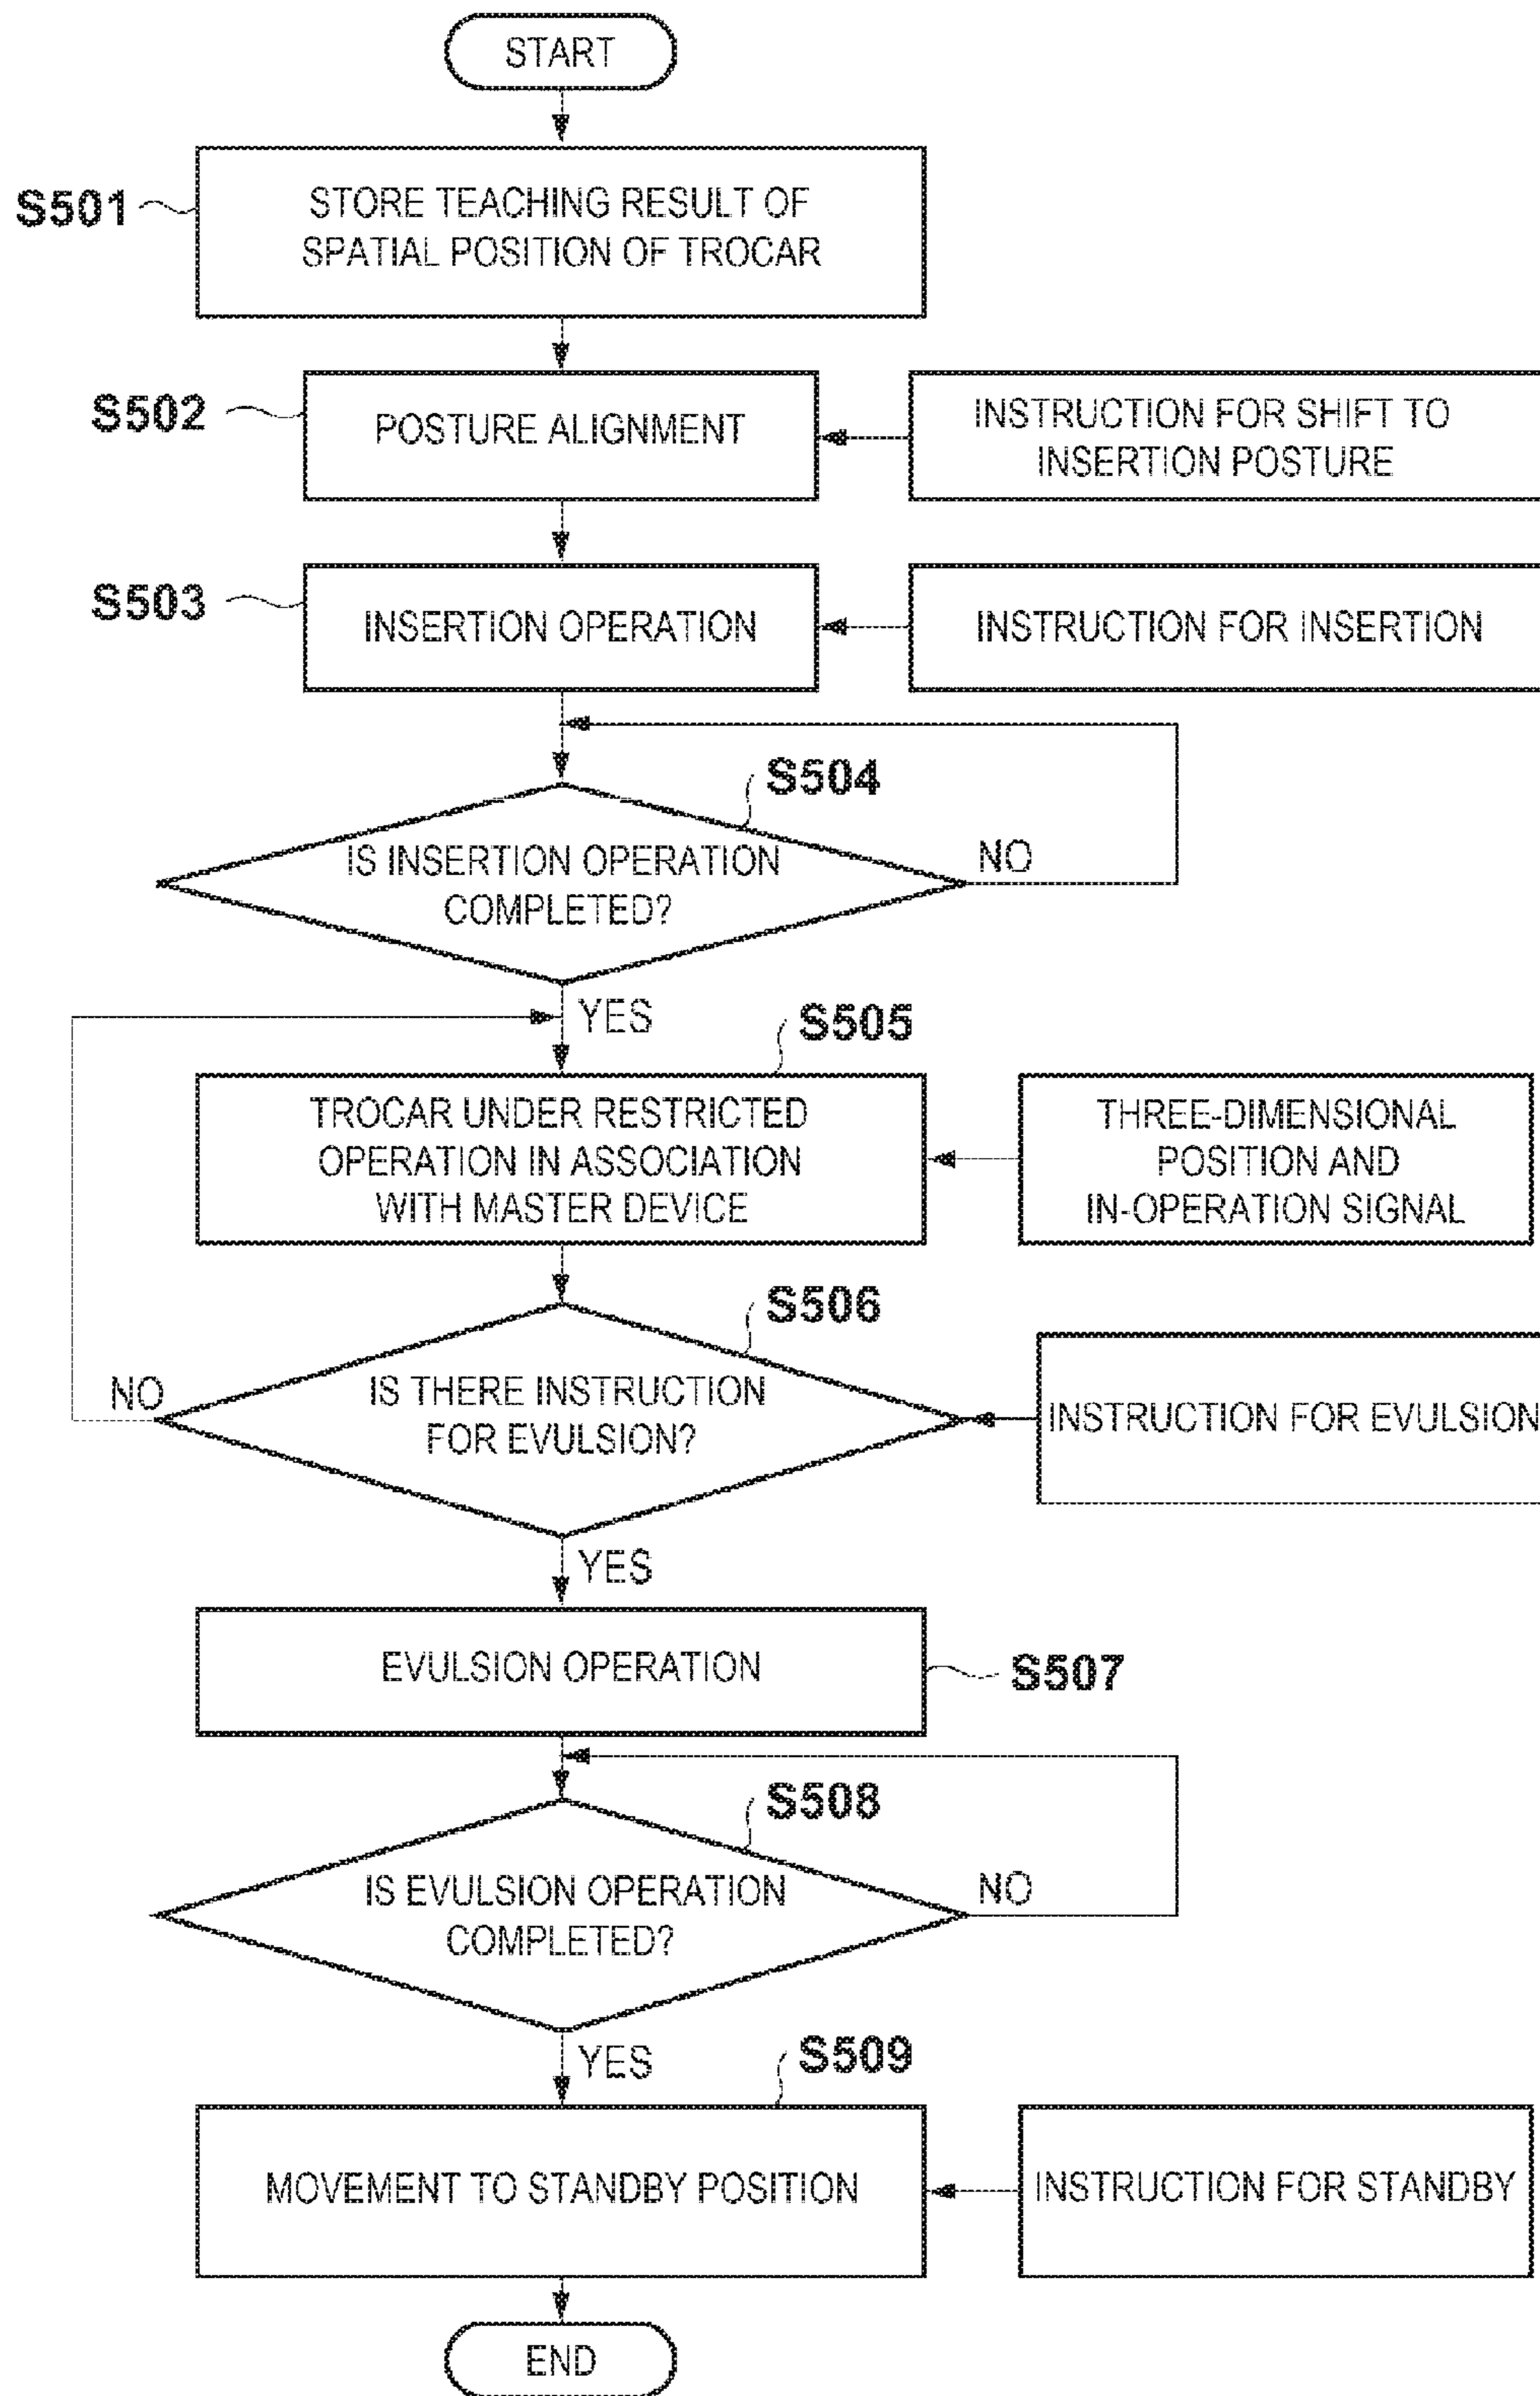 START
S501
STORE TEACHING RESULT OF
SPATIAL POSITION OF TROCAR
S502
POSTURE ALIGNMENT
INSTRUCTION FOR SHIFT TO
INSERTION POSTURE
S503
INSERTION OPERATION
INSTRUCTION FOR INSERTION
S504
IS INSERTION OPERATION
COMPLETED?
NO
YES
S505
TROCAR UNDER RESTRICTED
OPERATION IN ASSOCIATION
WITH MASTER DEVICE
THREE-DIMENSIONAL
POSITION AND
IN-OPERATION SIGNAL
S506
IS THERE INSTRUCTION
FOR EVULSION?
NO
INSTRUCTION FOR EVULSION
YES
EVULSION OPERATION
S507
S508
IS EVULSION OPERATION
COMPLETED?
NO
YES
S509
MOVEMENT TO STANDBY POSITION
INSTRUCTION FOR STANDBY
END